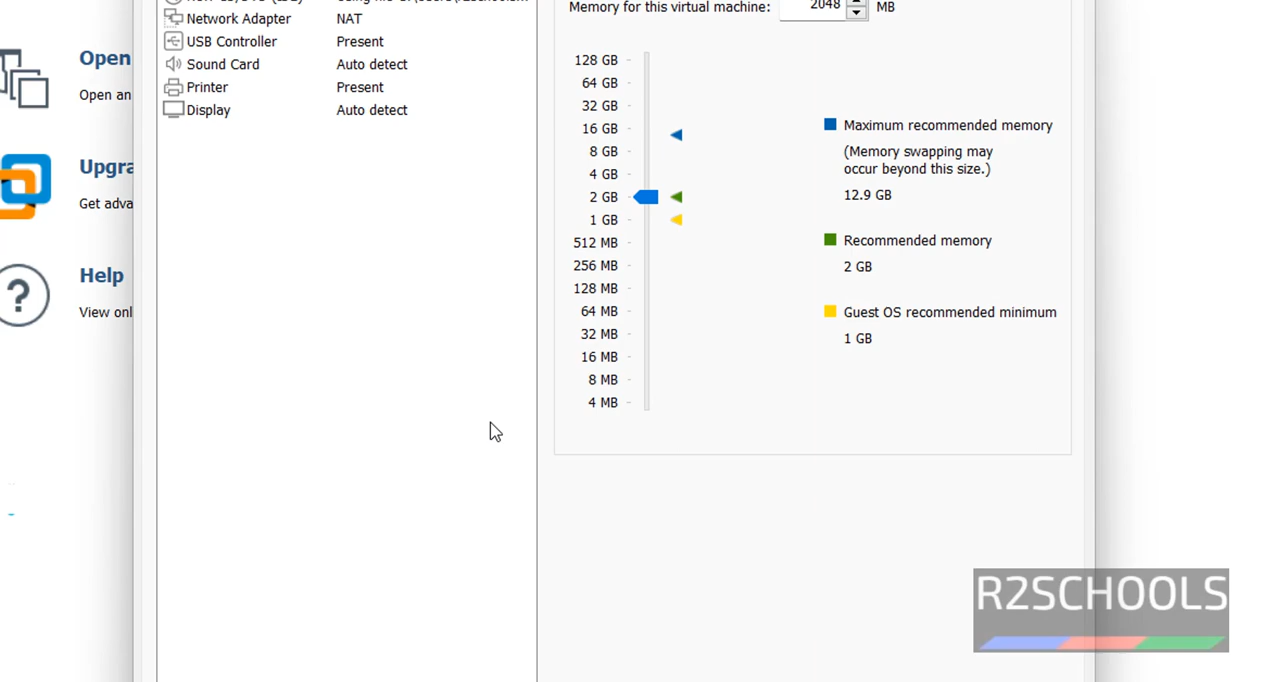 Memory for this virtual machine: 2048 MB
Network Adapter NAT
USB Controller Present
Sound Card Auto detect
Printer Present
Display Auto detect
Open
Open an
Upgra
Get adva
Help
View onl
128 GB
64 GB
32 GB
16 GB
8 GB
4 GB
2 GB
1 GB
512 MB
256 MB
128 MB
64 MB
32 MB
16 MB
8 MB
4 MB
Maximum recommended memory
(Memory swapping may
occur beyond this size.)
12.9 GB
Recommended memory
2 GB
Guest OS recommended minimum
1 GB
R2SCHOOLS